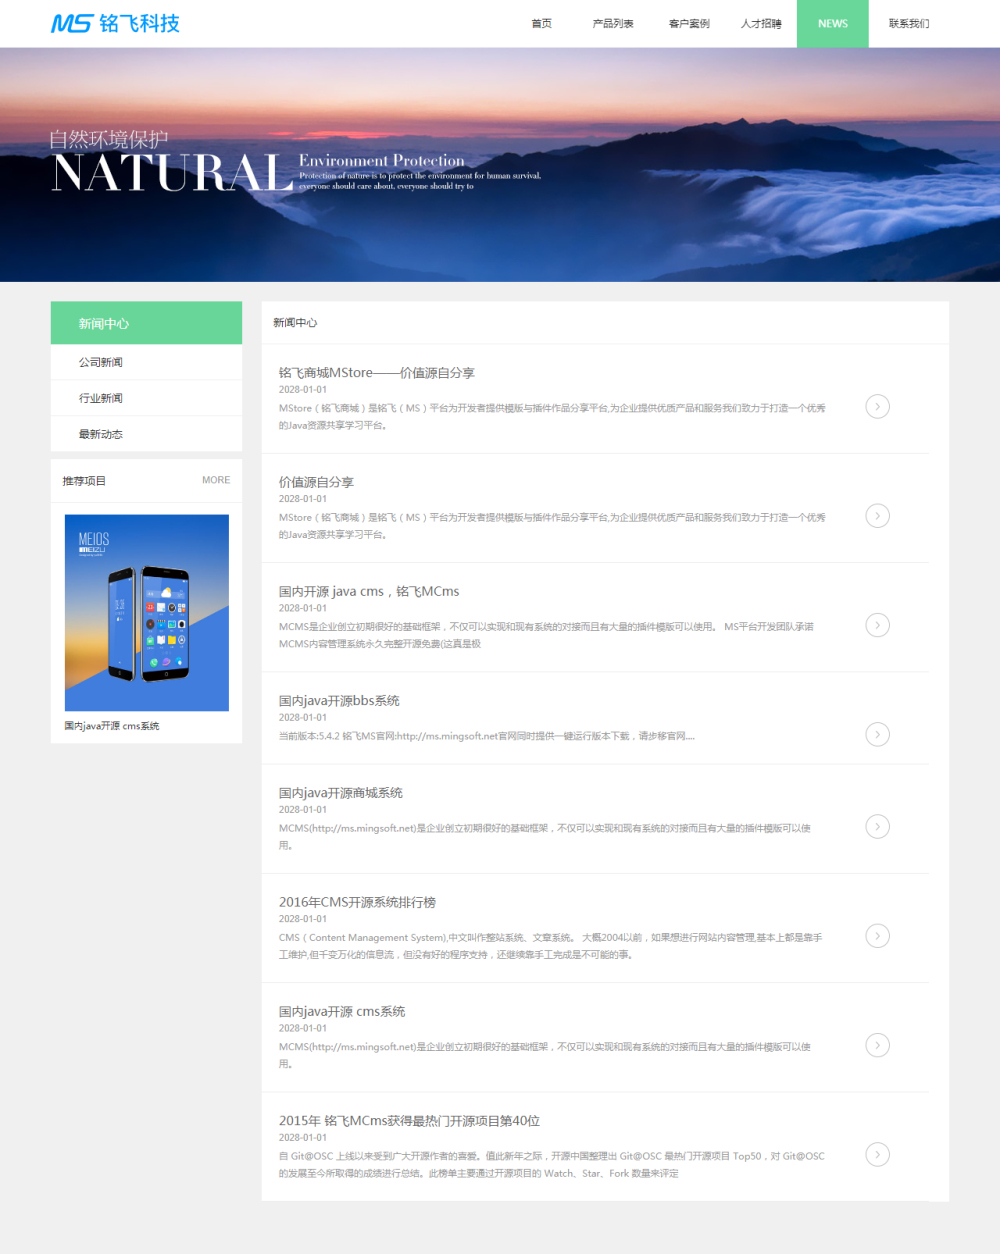 MS 铭飞科技
首页 产品列表 客户案例 人才招聘 NEWS 联系我们
自然环境保护
NATURAL
Environment Protection
Protection of nature is to protect the environment for human survival,
everyone should care about, everyone should try to
新闻中心
公司新闻
行业新闻
最新动态
推荐项目 MORE
MEIOS
MEIZU
国内java开源 cms系统
新闻中心
铭飞商城MStore——价值源自分享
2028-01-01
MStore（铭飞商城）是铭飞（MS）平台为开发者提供模版与插件作品分享平台,为企业提供优质产品和服务我们致力于打造一个优秀
的Java资源共享学习平台。
价值源自分享
2028-01-01
MStore（铭飞商城）是铭飞（MS）平台为开发者提供模版与插件作品分享平台,为企业提供优质产品和服务我们致力于打造一个优秀
的Java资源共享学习平台。
国内开源 java cms，铭飞MCms
2028-01-01
MCMS是企业创立初期很好的基础框架，不仅可以实现和现有系统的对接而且有大量的插件模版可以使用。 MS平台开发团队承诺
MCMS内容管理系统永久完整开源免费(这真是极
国内java开源bbs系统
2028-01-01
当前版本:5.4.2 铭飞MS官网:http://ms.mingsoft.net官网同时提供一键运行版本下载，请步移官网....
国内java开源商城系统
2028-01-01
MCMS(http://ms.mingsoft.net)是企业创立初期很好的基础框架，不仅可以实现和现有系统的对接而且有大量的插件模版可以使
用。
2016年CMS开源系统排行榜
2028-01-01
CMS（Content Management System),中文叫作整站系统、文章系统。 大概2004以前，如果想进行网站内容管理,基本上都是靠手
工维护,但千变万化的信息流，但没有好的程序支持，还继续靠手工完成是不可能的事。
国内java开源 cms系统
2028-01-01
MCMS(http://ms.mingsoft.net)是企业创立初期很好的基础框架，不仅可以实现和现有系统的对接而且有大量的插件模版可以使
用。
2015年 铭飞MCms获得最热门开源项目第40位
2028-01-01
自 Git@OSC 上线以来受到广大开源作者的喜爱。值此新年之际，开源中国整理出 Git@OSC 最热门开源项目 Top50，对 Git@OSC
的发展至今所取得的成绩进行总结。此榜单主要通过开源项目的 Watch、Star、Fork 数量来评定